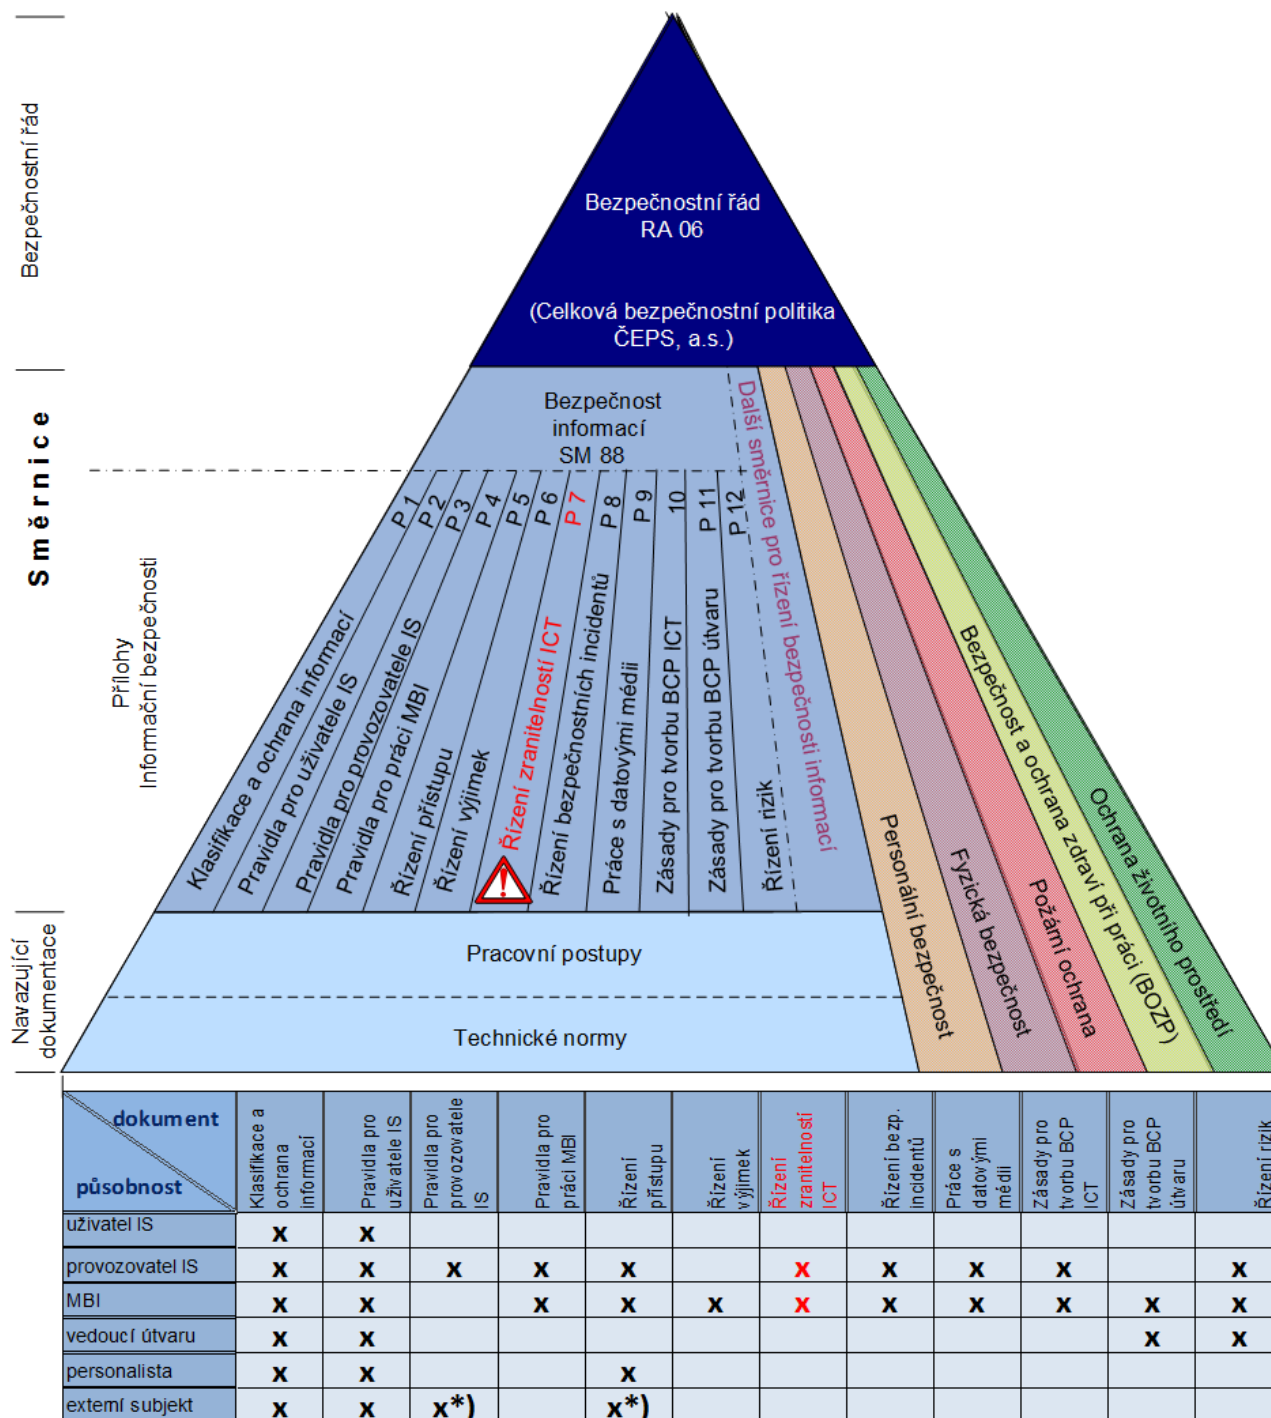 Bezpečnostní řád
Bezpečnostní řád
RA 06
(Celková bezpečnostní politika
ČEPS, a.s.)
Směrnice
Bezpečnost
informací
SM 88
Další směrnice pro řízení bezpečnosti informací
Přílohy
Informační bezpečnosti
P 1
P 2
P 3
P 4
P 5
P 6
P 7
P 8
P 9
10
P 11
P 12
Klasifikace a ochrana informací
Pravidla pro uživatele IS
Pravidla pro provozovatele IS
Pravidla pro práci MBI
Řízení přístupu
Řízení výjimek
Řízení zranitelností ICT
Řízení bezpečnostních incidentů
Práce s datovými médii
Zásady pro tvorbu BCP ICT
Zásady pro tvorbu BCP útvaru
Řízení rizik
Personální bezpečnost
Fyzická bezpečnost
Požární ochrana
Bezpečnost a ochrana zdraví při práci (BOZP)
Ochrana životního prostředí
Navazující
dokumentace
Pracovní postupy
Technické normy
dokument
působnost
Klasifikace a
ochrana
informací
Pravidla pro
uživatele IS
Pravidla pro
provozovatele
IS
Pravidla pro
práci MBI
Řízení
přístupu
Řízení
výjimek
Řízení
zranitelností
ICT
Řízení bezp.
incidentů
Práce s
datovými
médii
Zásady pro
tvorbu BCP
ICT
Zásady pro
tvorbu BCP
útvaru
Řízení rizik
uživatel IS x x
provozovatel IS x x x x x x x x x x
MBI x x x x x x x x x x x
vedoucí útvaru x x x x
personalista x x x
externí subjekt x x x*) x*)